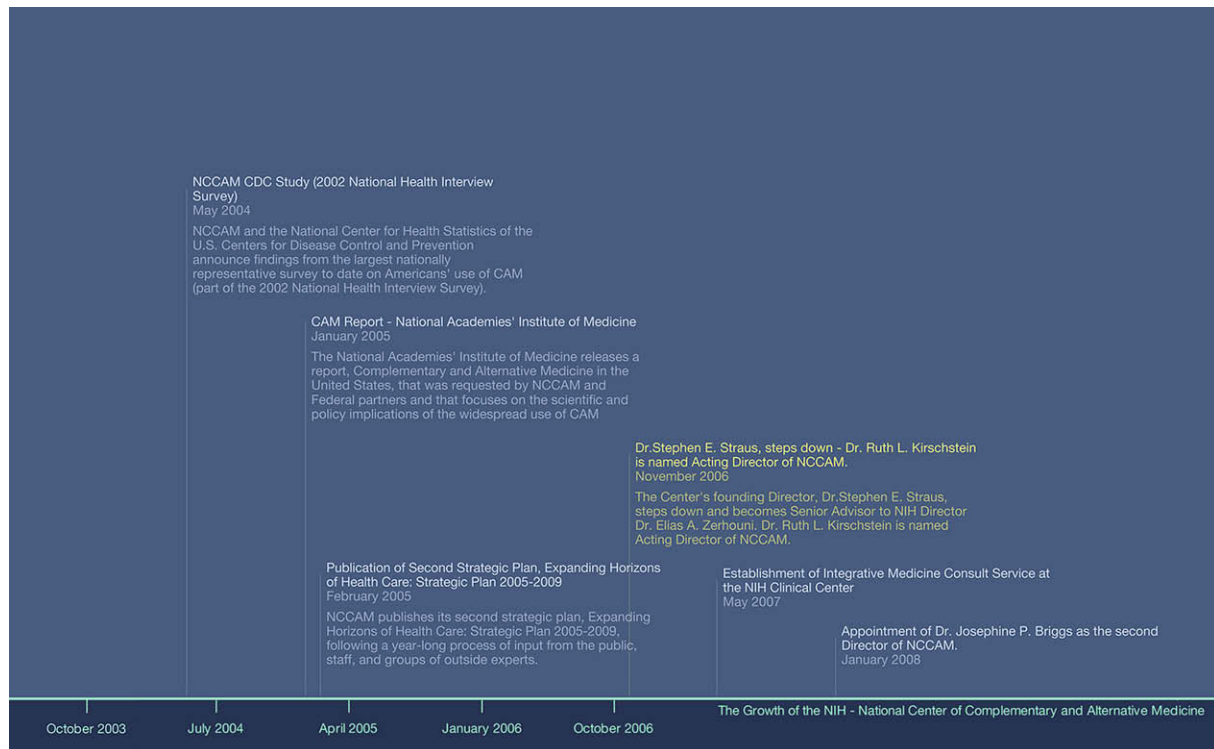 NCCAM CDC Study (2002 National Health Interview
Survey)
May 2004
NCCAM and the National Center for Health Statistics of the
U.S. Centers for Disease Control and Prevention
announce findings from the largest nationally
representative survey to date on Americans' use of CAM
(part of the 2002 National Health Interview Survey).
CAM Report - National Academies' Institute of Medicine
January 2005
The National Academies' Institute of Medicine releases a
report, Complementary and Alternative Medicine in the
United States, that was requested by NCCAM and
Federal partners and that focuses on the scientific and
policy implications of the widespread use of CAM
Dr.Stephen E. Straus, steps down - Dr. Ruth L. Kirschstein
is named Acting Director of NCCAM.
November 2006
The Center's founding Director, Dr.Stephen E. Straus,
steps down and becomes Senior Advisor to NIH Director
Dr. Elias A. Zerhouni. Dr. Ruth L. Kirschstein is named
Acting Director of NCCAM.
Publication of Second Strategic Plan, Expanding Horizons
of Health Care: Strategic Plan 2005-2009
February 2005
NCCAM publishes its second strategic plan, Expanding
Horizons of Health Care: Strategic Plan 2005-2009,
following a year-long process of input from the public,
staff, and groups of outside experts.
Establishment of Integrative Medicine Consult Service at
the NIH Clinical Center
May 2007
Appointment of Dr. Josephine P. Briggs as the second
Director of NCCAM.
January 2008
The Growth of the NIH - National Center of Complementary and Alternative Medicine
October 2003
July 2004
April 2005
January 2006
October 2006